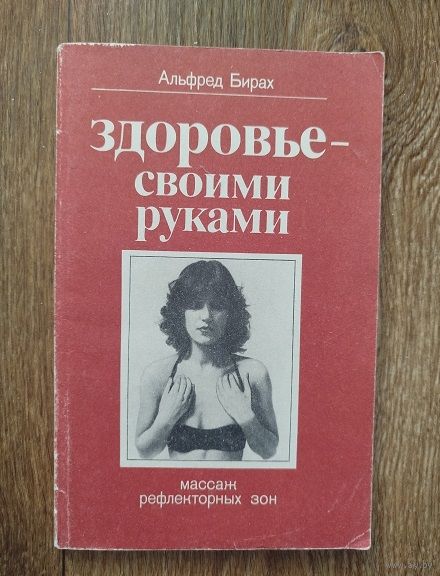 Альфред Бирах
здоровье –
своими
руками
массаж
рефлекторных зон